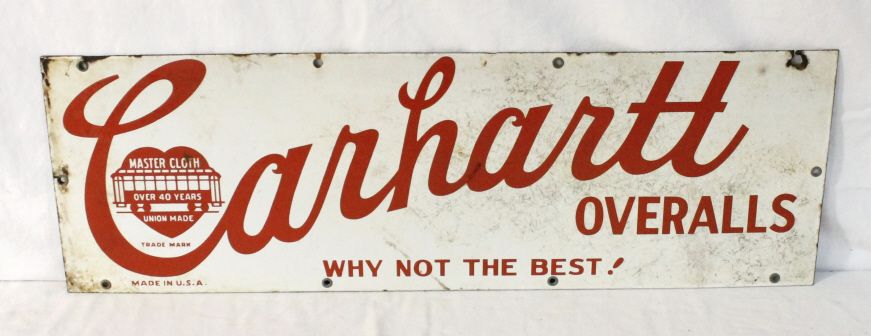 Carhartt
MASTER CLOTH
OVER 40 YEARS
UNION MADE
TRADE MARK
OVERALLS
WHY NOT THE BEST!
MADE IN U.S.A.